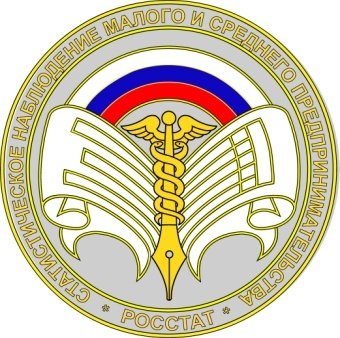 СТАТИСТИЧЕСКОЕ НАБЛЮДЕНИЕ МАЛОГО И СРЕДНЕГО ПРЕДПРИНИМАТЕЛЬСТВА
* РОССТАТ *